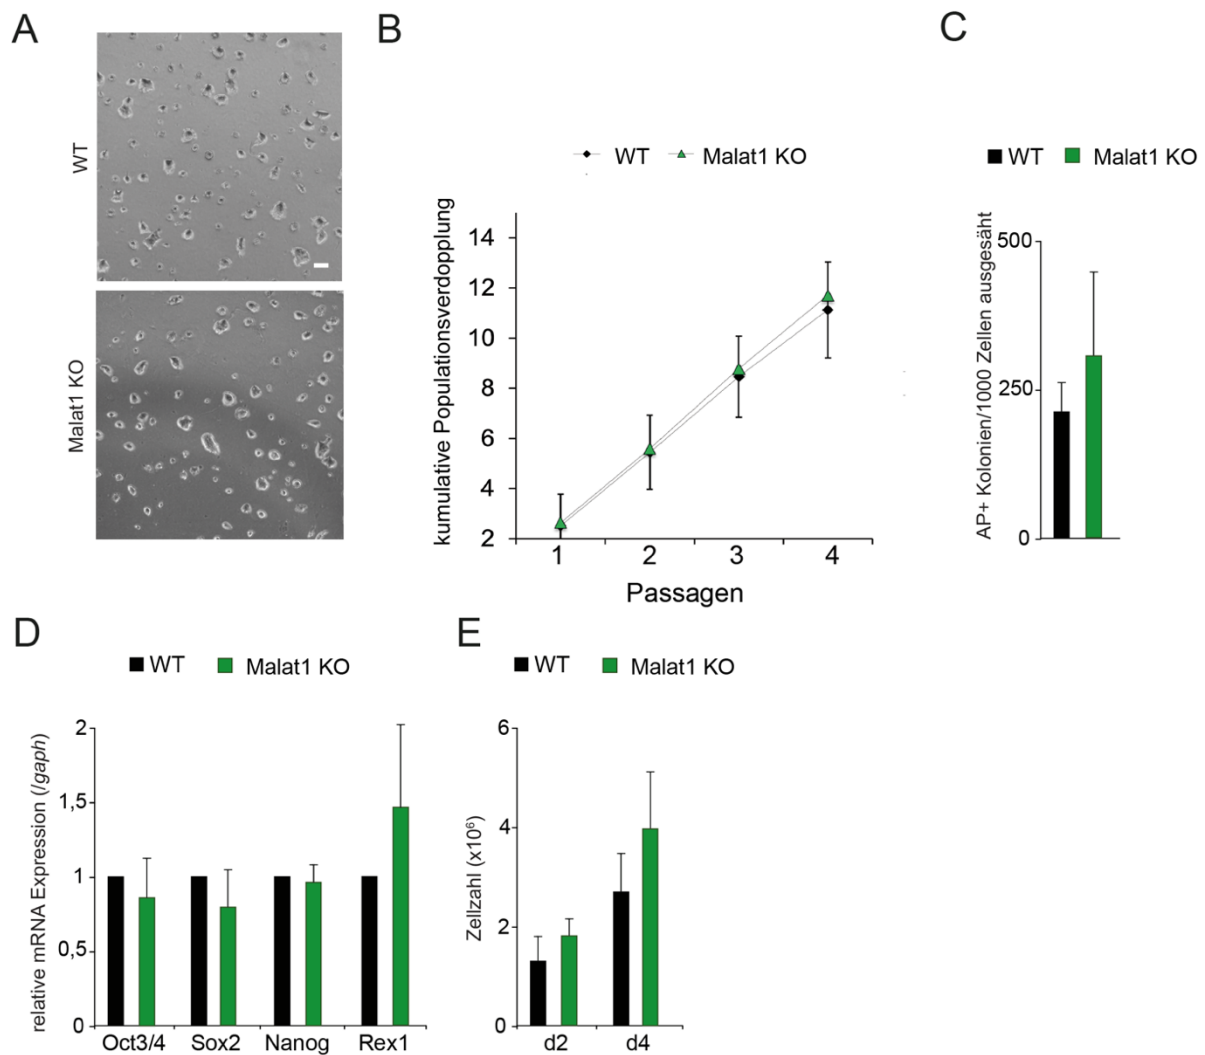 A
WT
Malat1 KO
B
WT Malat1 KO
kumulative Populationsverdopplung
14
12
10
8
6
4
2
1 2 3 4
Passagen
C
WT Malat1 KO
AP+ Kolonien/1000 Zellen ausgesäht
500
250
0
D
WT Malat1 KO
relative mRNA Expression (/gaph)
2
1,5
1
0,5
0
Oct3/4 Sox2 Nanog Rex1
E
WT Malat1 KO
Zellzahl (x10⁶)
6
4
2
0
d2 d4